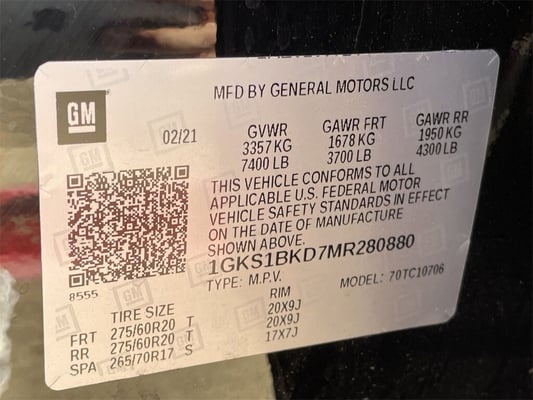 MFD BY GENERAL MOTORS LLC
GM
02/21
GVWR GAWR FRT GAWR RR
3357 KG 1678 KG 1950 KG
7400 LB 3700 LB 4300 LB
THIS VEHICLE CONFORMS TO ALL
APPLICABLE U.S. FEDERAL MOTOR
VEHICLE SAFETY STANDARDS IN EFFECT
ON THE DATE OF MANUFACTURE
SHOWN ABOVE.
1GKS1BKD7MR280880
8555
TYPE: M.P.V. MODEL: 70TC10706
TIRE SIZE RIM
FRT 275/60R20 T 20X9J
RR 275/60R20 T 20X9J
SPA 265/70R17 S 17X7J